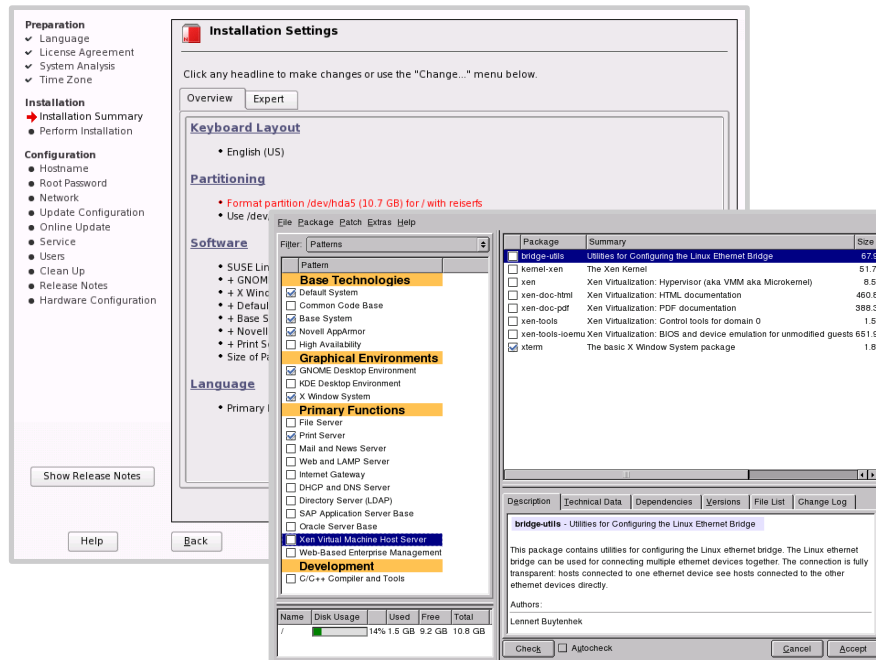 Preparation
Language
License Agreement
System Analysis
Time Zone
Installation
Installation Summary
Perform Installation
Configuration
Hostname
Root Password
Network
Update Configuration
Online Update
Service
Users
Clean Up
Release Notes
Hardware Configuration
Show Release Notes
Help
Back
Installation Settings
Click any headline to make changes or use the "Change..." menu below.
Overview Expert
Keyboard Layout
English (US)
Partitioning
Format partition /dev/hda5 (10.7 GB) for / with reiserfs
Use /dev,
Software
SUSE Lin
+ GNOM
+ X Wind
+ Defaul
+ Base S
+ Novell
+ Print S
Size of Pa
Language
Primary
File Package Patch Extras Help
Filter: Patterns
Pattern
Base Technologies
Default System
Common Code Base
Base System
Novell AppArmor
High Availability
Graphical Environments
GNOME Desktop Environment
KDE Desktop Environment
X Window System
Primary Functions
File Server
Print Server
Mail and News Server
Web and LAMP Server
Internet Gateway
DHCP and DNS Server
Directory Server (LDAP)
SAP Application Server Base
Oracle Server Base
Xen Virtual Machine Host Server
Web-Based Enterprise Management
Development
C/C++ Compiler and Tools
Name Disk Usage Used Free Total
/ 14% 1.5 GB 9.2 GB 10.8 GB
Package Summary Size
bridge-utils Utilities for Configuring the Linux Ethernet Bridge 67.9
kernel-xen The Xen Kernel 51.7
xen Xen Virtualization: Hypervisor (aka VMM aka Microkernel) 8.5
xen-doc-html Xen Virtualization: HTML documentation 460.8
xen-doc-pdf Xen Virtualization: PDF documentation 388.3
xen-tools Xen Virtualization: Control tools for domain 0 1.5
xen-tools-ioemu Xen Virtualization: BIOS and device emulation for unmodified guests 651.9
xterm The basic X Window System package 1.8
Description Technical Data Dependencies Versions File List Change Log
bridge-utils - Utilities for Configuring the Linux Ethernet Bridge
This package contains utilities for configuring the Linux ethernet bridge. The Linux ethernet
bridge can be used for connecting multiple ethernet devices together. The connection is fully
transparent: hosts connected to one ethernet device see hosts connected to the other
ethernet devices directly.
Authors:
Lennert Buytenhek
Check Autocheck Cancel Accept